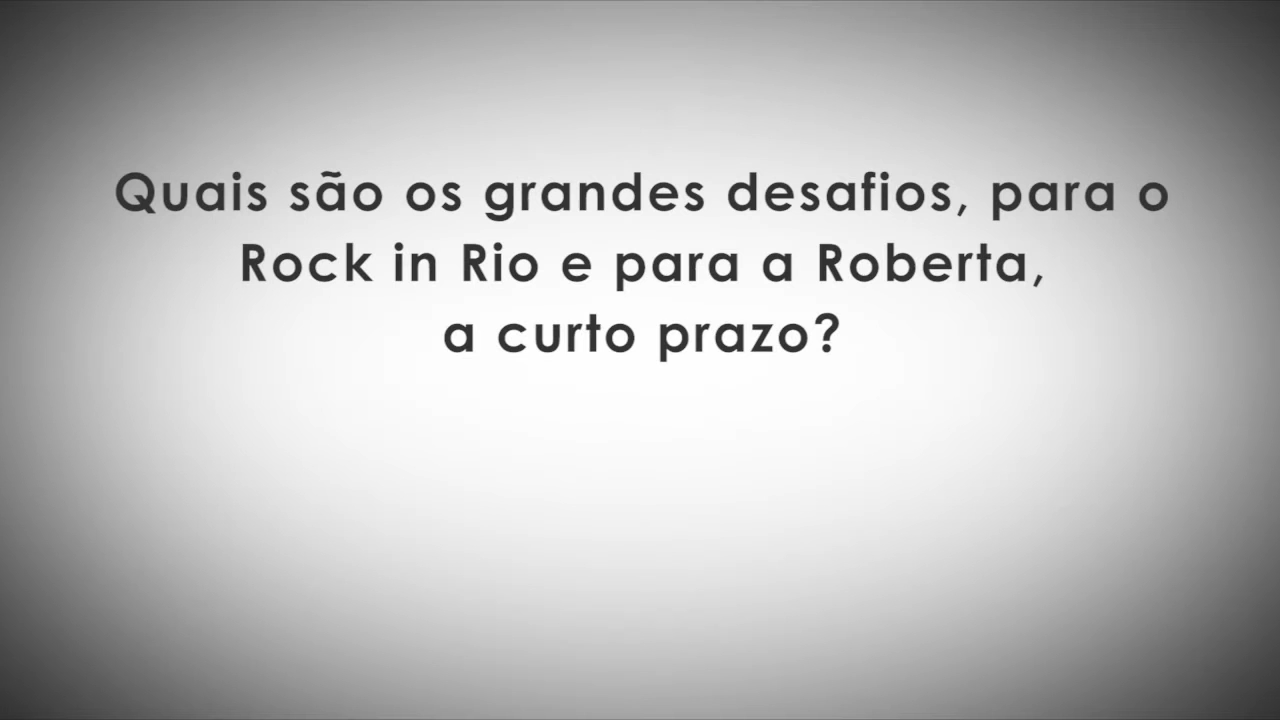 Quais são os grandes desafios, para o
Rock in Rio e para a Roberta,
a curto prazo?